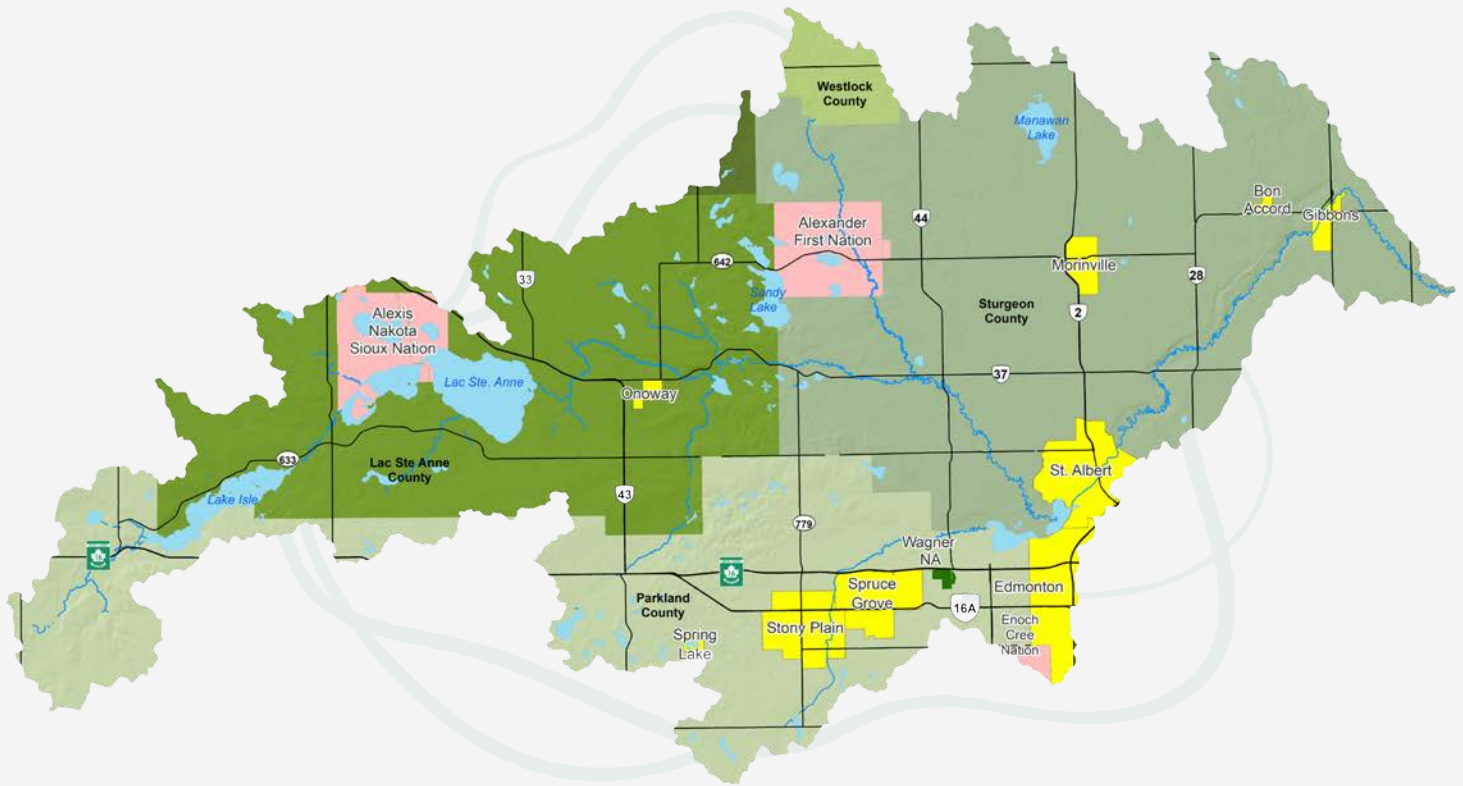 Westlock
County
Manawan
Lake
Bon
Accord
Gibbons
Alexander
First Nation
44
642
33
Morinville
28
Sandy
Lake
Sturgeon
County
2
Alexis
Nakota
Sioux Nation
Lac Ste. Anne
37
Onoway
633
Lac Ste Anne
County
St. Albert
Lake Isle
43
779
Wagner
NA
16
16
Spruce
Grove
Edmonton
Parkland
County
16A
Stony Plain
Spring
Lake
Enoch
Cree
Nation